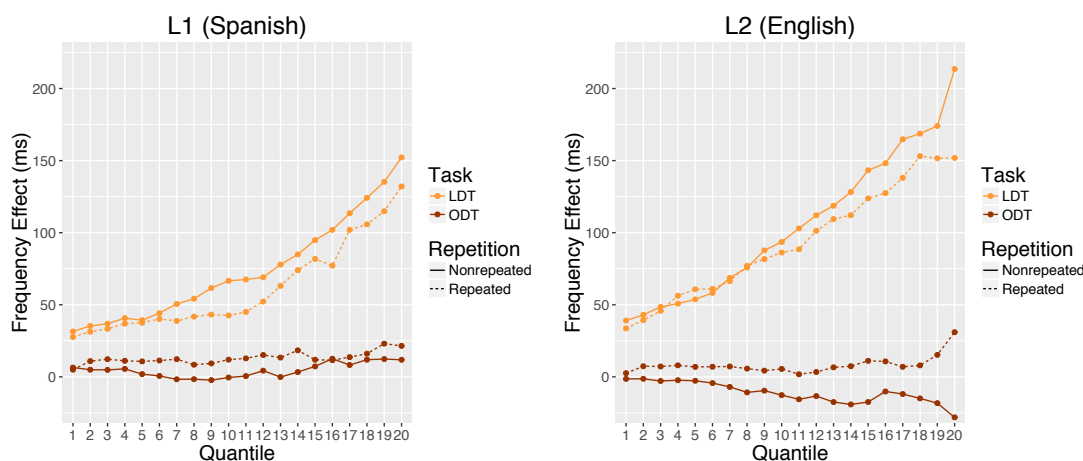 L1 (Spanish)
Frequency Effect (ms)
200
150
100
50
0
1 2 3 4 5 6 7 8 9 10 11 12 13 14 15 16 17 18 19 20
Quantile
Task
LDT
ODT
Repetition
Nonrepeated
Repeated
L2 (English)
Frequency Effect (ms)
200
150
100
50
0
1 2 3 4 5 6 7 8 9 10 11 12 13 14 15 16 17 18 19 20
Quantile
Task
LDT
ODT
Repetition
Nonrepeated
Repeated